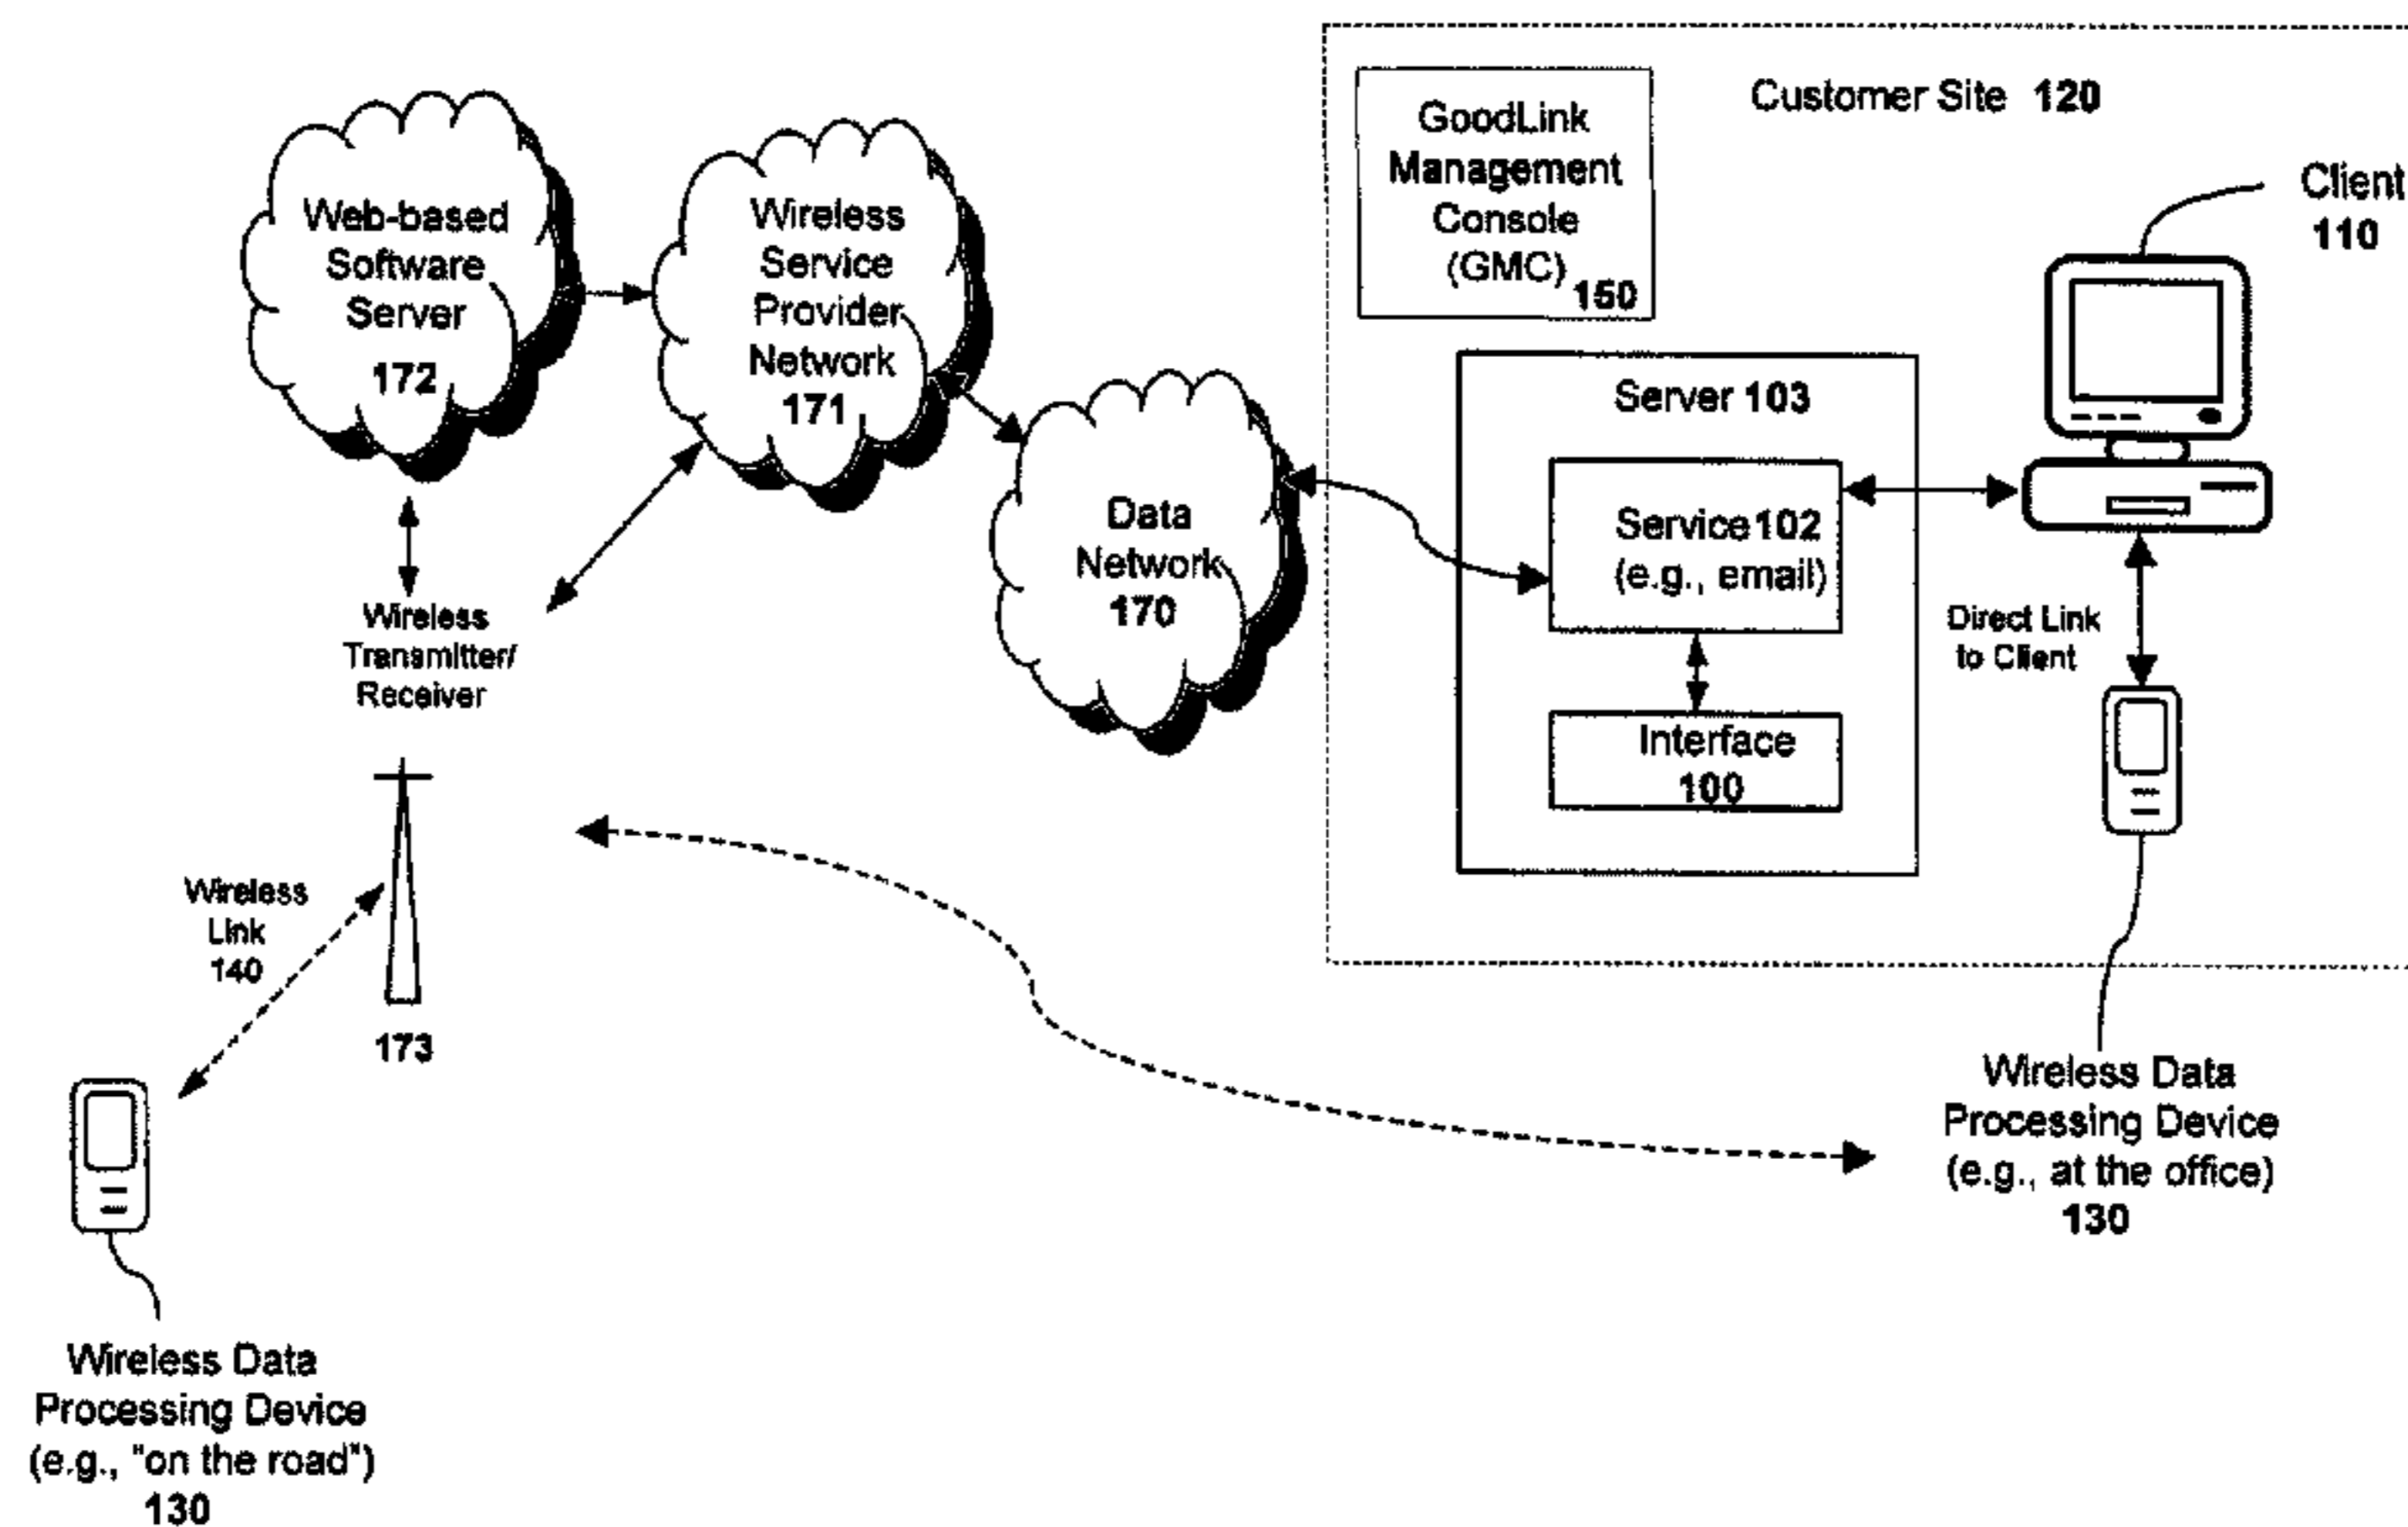 Customer Site 120
GoodLink
Management
Console
(GMC) 150
Client
110
Web-based
Software
Server
172
Wireless
Service
Provider
Network
171
Server 103
Data
Network
170
Service 102
(e.g., email)
Interface
100
Direct Link
to Client
Wireless
Transmitter/
Receiver
Wireless
Link
140
173
Wireless Data
Processing Device
(e.g., at the office)
130
Wireless Data
Processing Device
(e.g., "on the road")
130